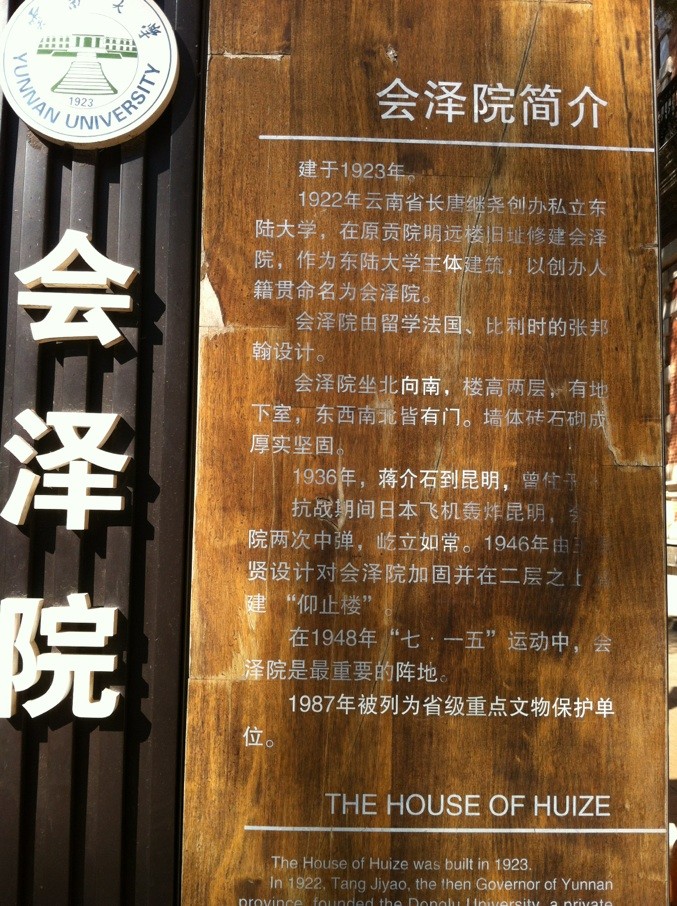 云南大学
YUNNAN UNIVERSITY
1923
会泽院
会泽院简介
建于1923年。
1922年云南省长唐继尧创办私立东
陆大学，在原贡院明远楼旧址修建会泽
院，作为东陆大学主体建筑，以创办人
籍贯命名为会泽院。
会泽院由留学法国、比利时的张邦
翰设计。
会泽院坐北向南，楼高两层，有地
下室，东西南北皆有门。墙体砖石砌成
厚实坚固。
1936年，蒋介石到昆明，曾住
抗战期间日本飞机轰炸昆明，会
院两次中弹，屹立如常。1946年由
贤设计对会泽院加固并在二层之上
建“仰止楼”。
在1948年“七·一五”运动中，会
泽院是最重要的阵地。
1987年被列为省级重点文物保护单
位。
THE HOUSE OF HUIZE
The House of Huize was built in 1923.
In 1922, Tang Jiyao, the then Governor of Yunnan
province, founded the Donglu University, a private